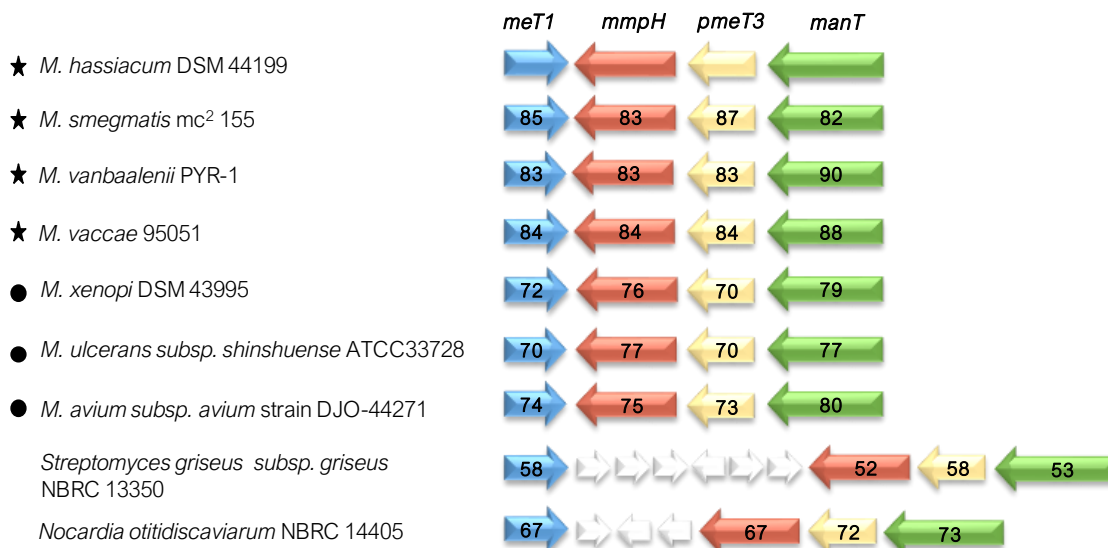 meT1 mmpH pmeT3 manT
★ M. hassiacum DSM 44199
★ M. smegmatis mc² 155 85 83 87 82
★ M. vanbaalenii PYR-1 83 83 83 90
★ M. vaccae 95051 84 84 84 88
● M. xenopi DSM 43995 72 76 70 79
● M. ulcerans subsp. shinshuense ATCC33728 70 77 70 77
● M. avium subsp. avium strain DJO-44271 74 75 73 80
Streptomyces griseus subsp. griseus
NBRC 13350 58 52 58 53
Nocardia otitidiscaviarum NBRC 14405 67 67 72 73